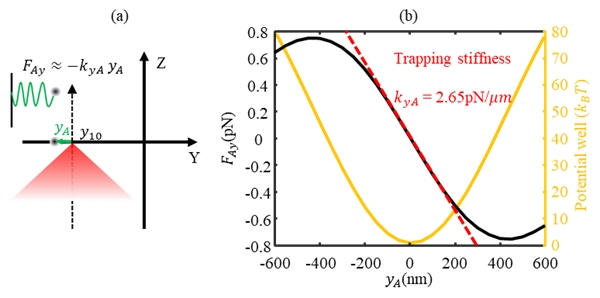 (a)
F_Ay ≈ −k_yA y_A
Z
y_A
y_10
Y
(b)
0.8
0.6
0.4
0.2
0
-0.2
-0.4
-0.6
-0.8
F_Ay(pN)
Trapping stiffness
k_yA = 2.65pN/μm
80
70
60
50
40
30
20
10
0
Potential well (k_BT)
-600 -400 -200 0 200 400 600
y_A(nm)